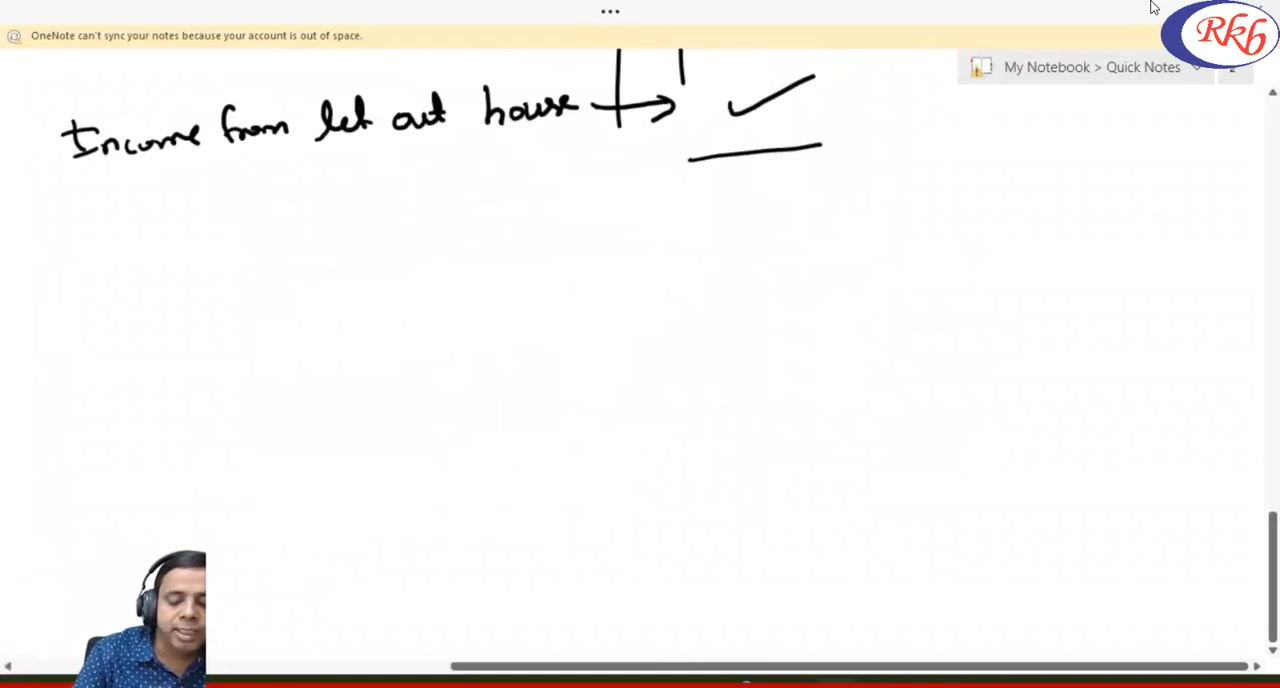 OneNote can't sync your notes because your account is out of space.
Rkb
My Notebook > Quick Notes
Income from let out house